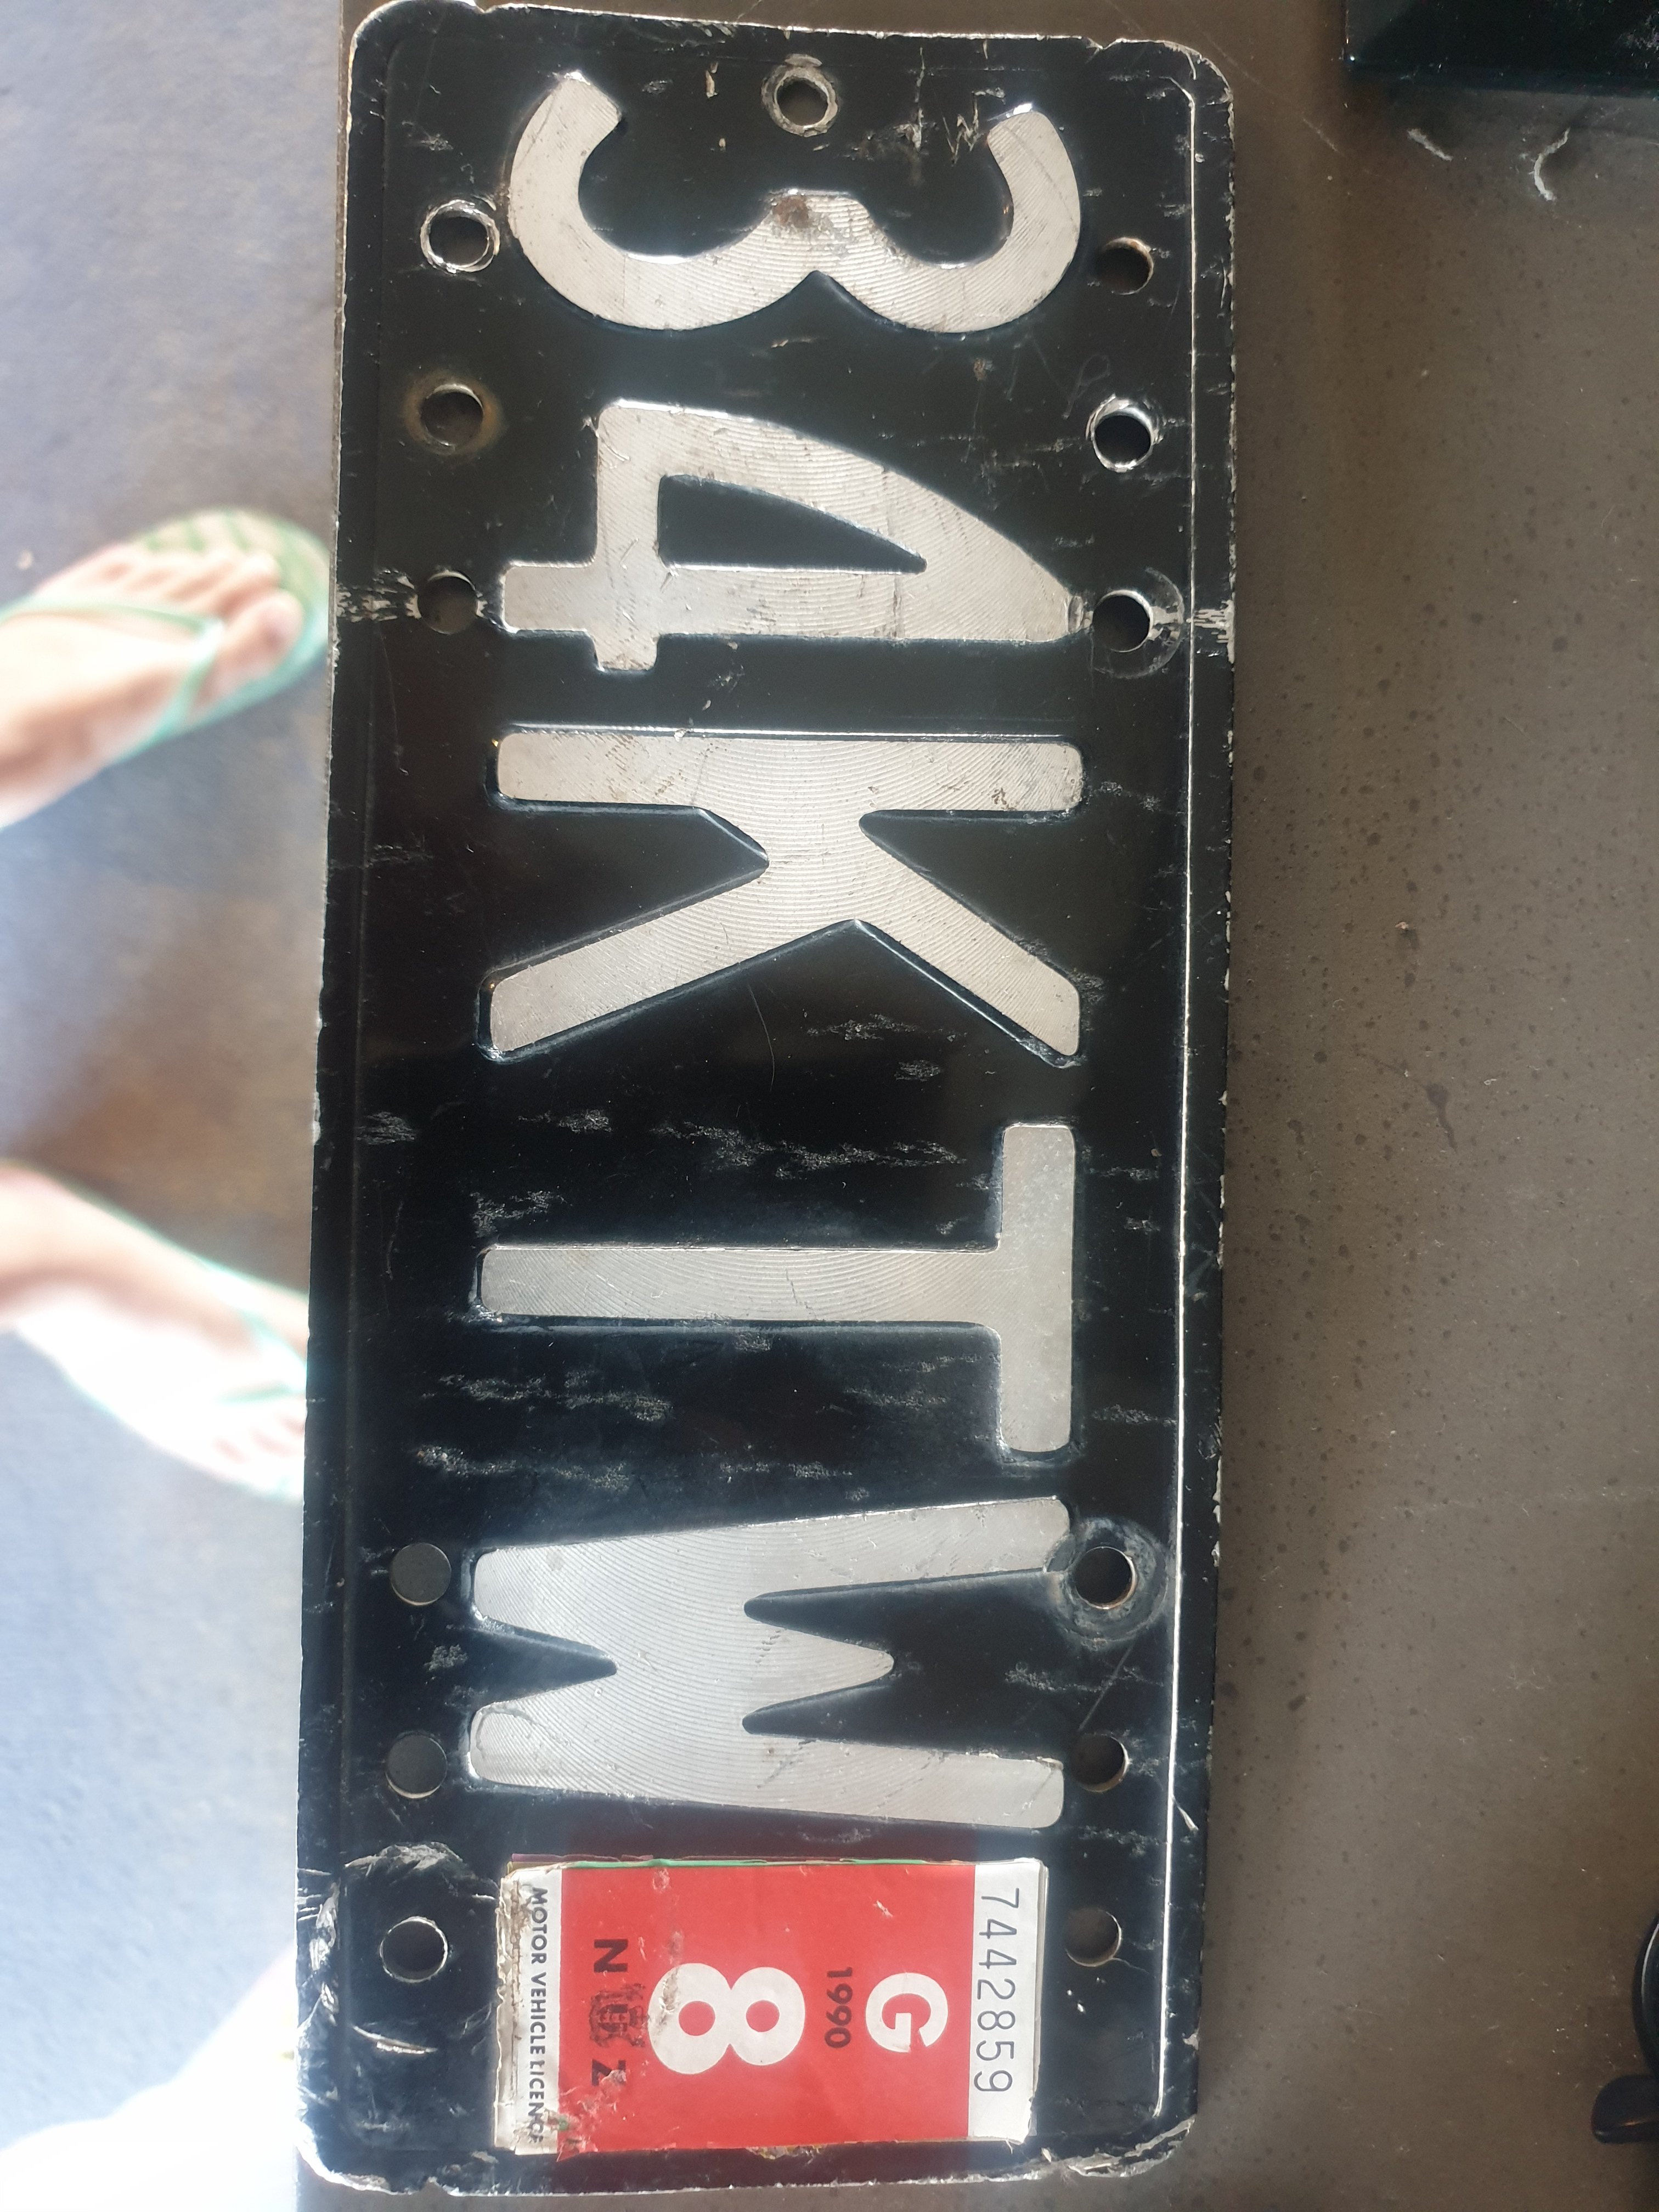 34KTW
7442859
G
1990
8
N Z
MOTOR VEHICLE LICENCE